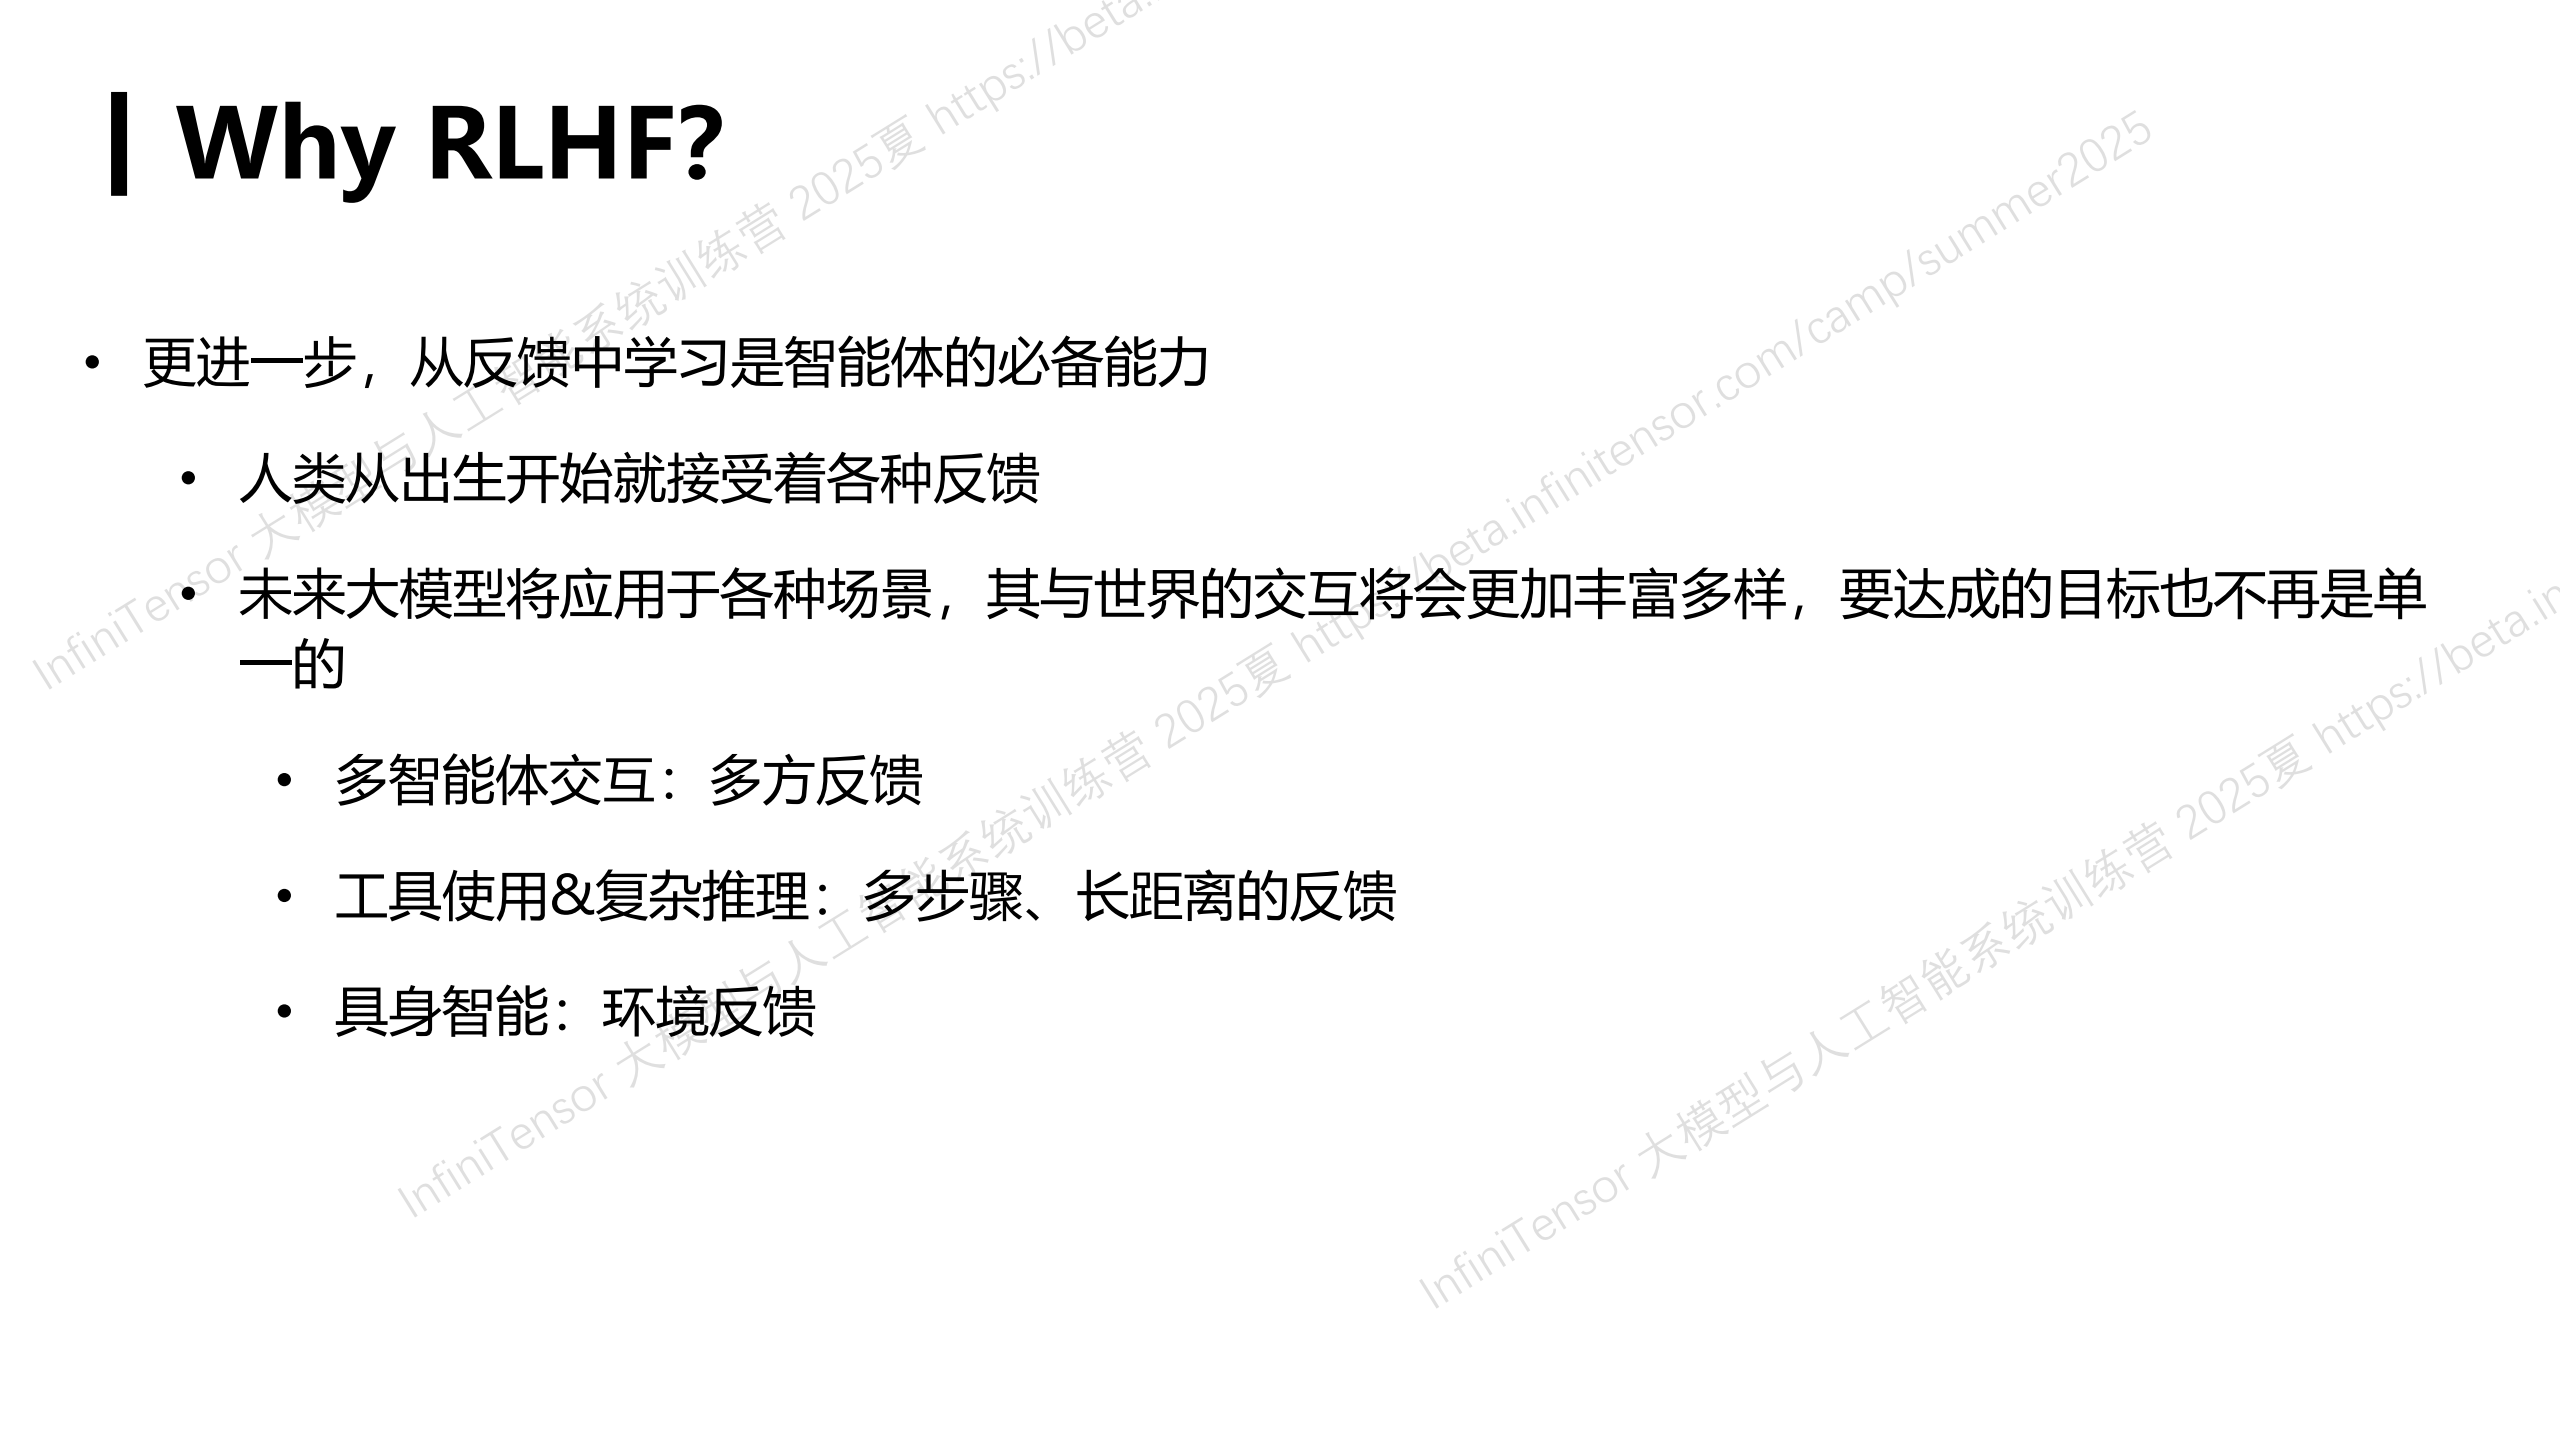 Why RLHF?
• 更进一步，从反馈中学习是智能体的必备能力
• 人类从出生开始就接受着各种反馈
• 未来大模型将应用于各种场景，其与世界的交互将会更加丰富多样，要达成的目标也不再是单
一的
• 多智能体交互：多方反馈
• 工具使用&复杂推理：多步骤、长距离的反馈
• 具身智能：环境反馈
InfiniTensor 大模型与人工智能系统训练营 2025夏 https://beta.
InfiniTensor 大模型与人工智能系统训练营 2025夏 https://beta.infinitensor.com/camp/summer2025
InfiniTensor 大模型与人工智能系统训练营 2025夏 https://beta.in